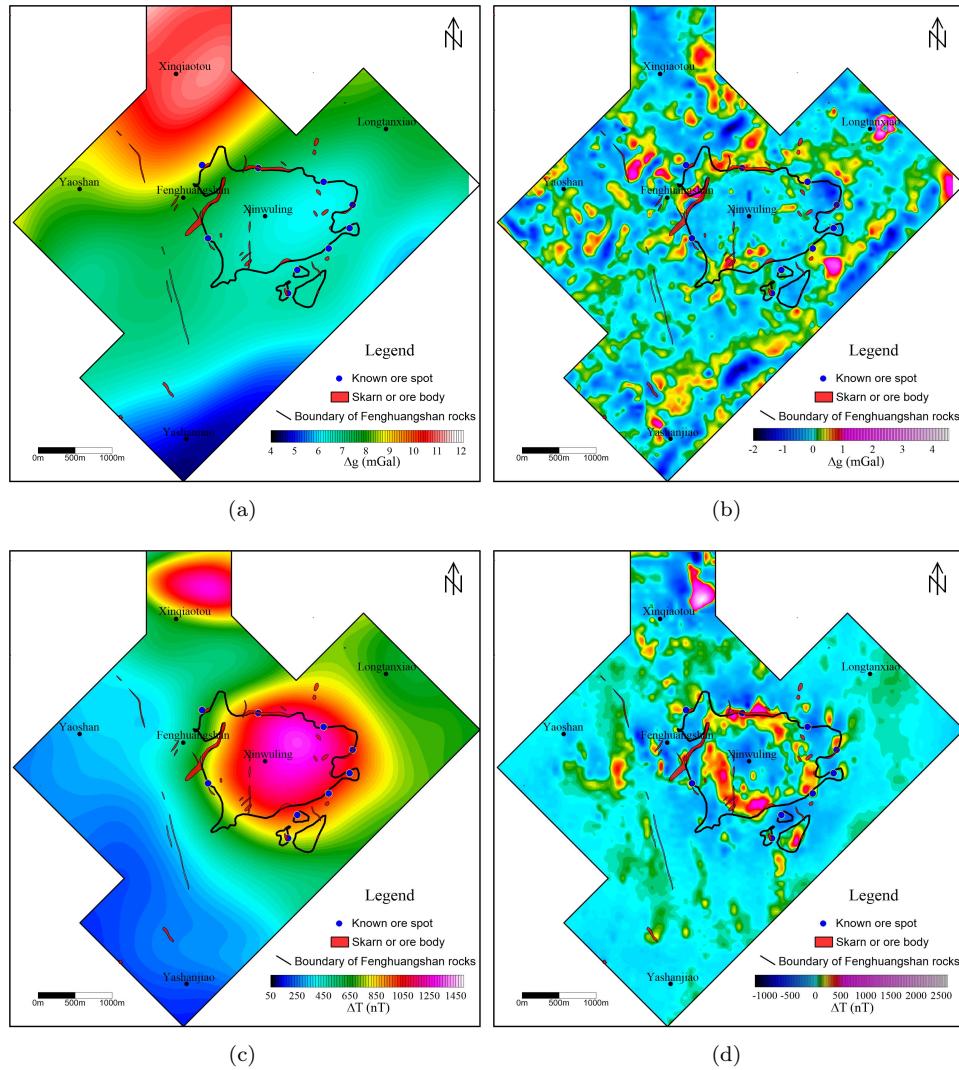 N
Xinqiaotou
Longtanxiao
Yaoshan
Fenghuangshan
Xinwuling
Yashanjiao
Legend
Known ore spot
Skarn or ore body
Boundary of Fenghuangshan rocks
0m 500m 1000m
4 5 6 7 8 9 10 11 12
Δg (mGal)
(a)
N
Xinqiaotou
Longtanxiao
Yaoshan
Fenghuangshan
Xinwuling
Yashanjiao
Legend
Known ore spot
Skarn or ore body
Boundary of Fenghuangshan rocks
0m 500m 1000m
-2 -1 0 1 2 3 4
Δg (mGal)
(b)
N
Xinqiaotou
Longtanxiao
Yaoshan
Fenghuangshan
Xinwuling
Yashanjiao
Legend
Known ore spot
Skarn or ore body
Boundary of Fenghuangshan rocks
0m 500m 1000m
50 250 450 650 850 1050 1250 1450
ΔT (nT)
(c)
N
Xinqiaotou
Longtanxiao
Yaoshan
Fenghuangshan
Xinwuling
Yashanjiao
Legend
Known ore spot
Skarn or ore body
Boundary of Fenghuangshan rocks
0m 500m 1000m
-1000 -500 0 500 1000 1500 2000 2500
ΔT (nT)
(d)